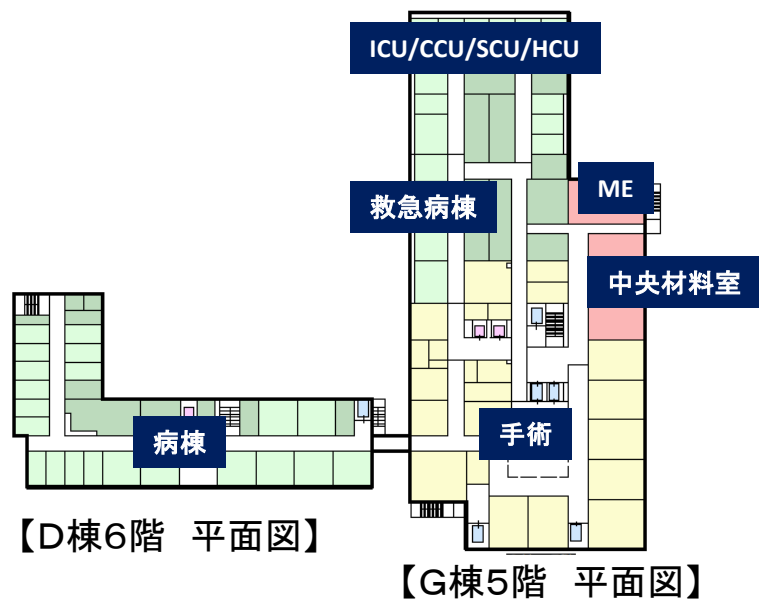 ICU/CCU/SCU/HCU
ME
救急病棟
中央材料室
病棟
手術
【D棟6階　平面図】
【G棟5階　平面図】